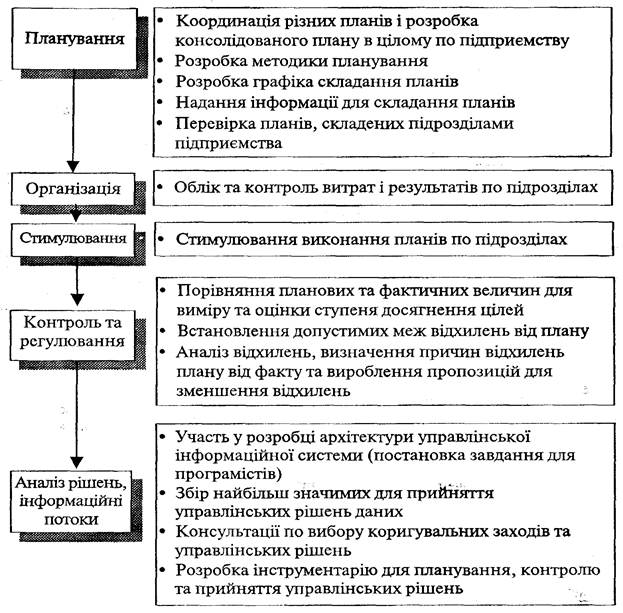 Планування
• Координація різних планів і розробка
консолідованого плану в цілому по підприємству
• Розробка методики планування
• Розробка графіка складання планів
• Надання інформації для складання планів
• Перевірка планів, складених підрозділами
підприємства
Організація
• Облік та контроль витрат і результатів по підрозділах
Стимулювання
• Стимулювання виконання планів по підрозділах
Контроль та
регулювання
• Порівняння планових та фактичних величин для
виміру та оцінки ступеня досягнення цілей
• Встановлення допустимих меж відхилень від плану
• Аналіз відхилень, визначення причин відхилень
плану від факту та вироблення пропозицій для
зменшення відхилень
Аналіз рішень,
інформаційні
потоки
• Участь у розробці архітектури управлінської
інформаційної системи (постановка завдання для
програмістів)
• Збір найбільш значимих для прийняття
управлінських рішень даних
• Консультації по вибору коригувальних заходів та
управлінських рішень
• Розробка інструментарію для планування, контролю
та прийняття управлінських рішень